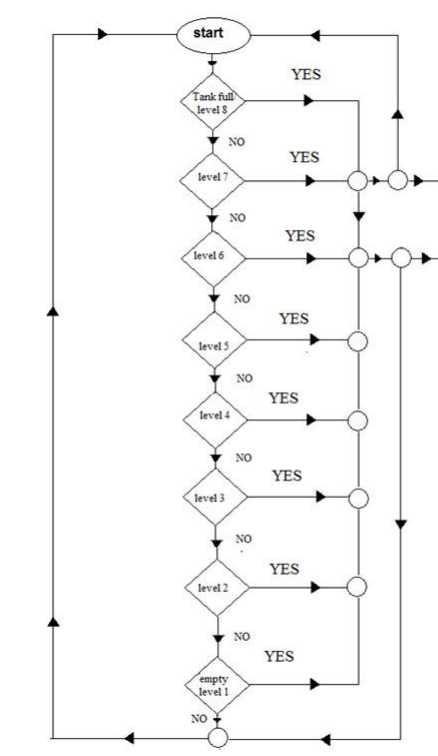 start
YES
Tank full
level 8
NO
YES
level 7
NO
YES
level 6
NO
YES
level 5
NO
YES
level 4
NO
YES
level 3
NO
YES
level 2
NO
YES
empty
level 1
NO